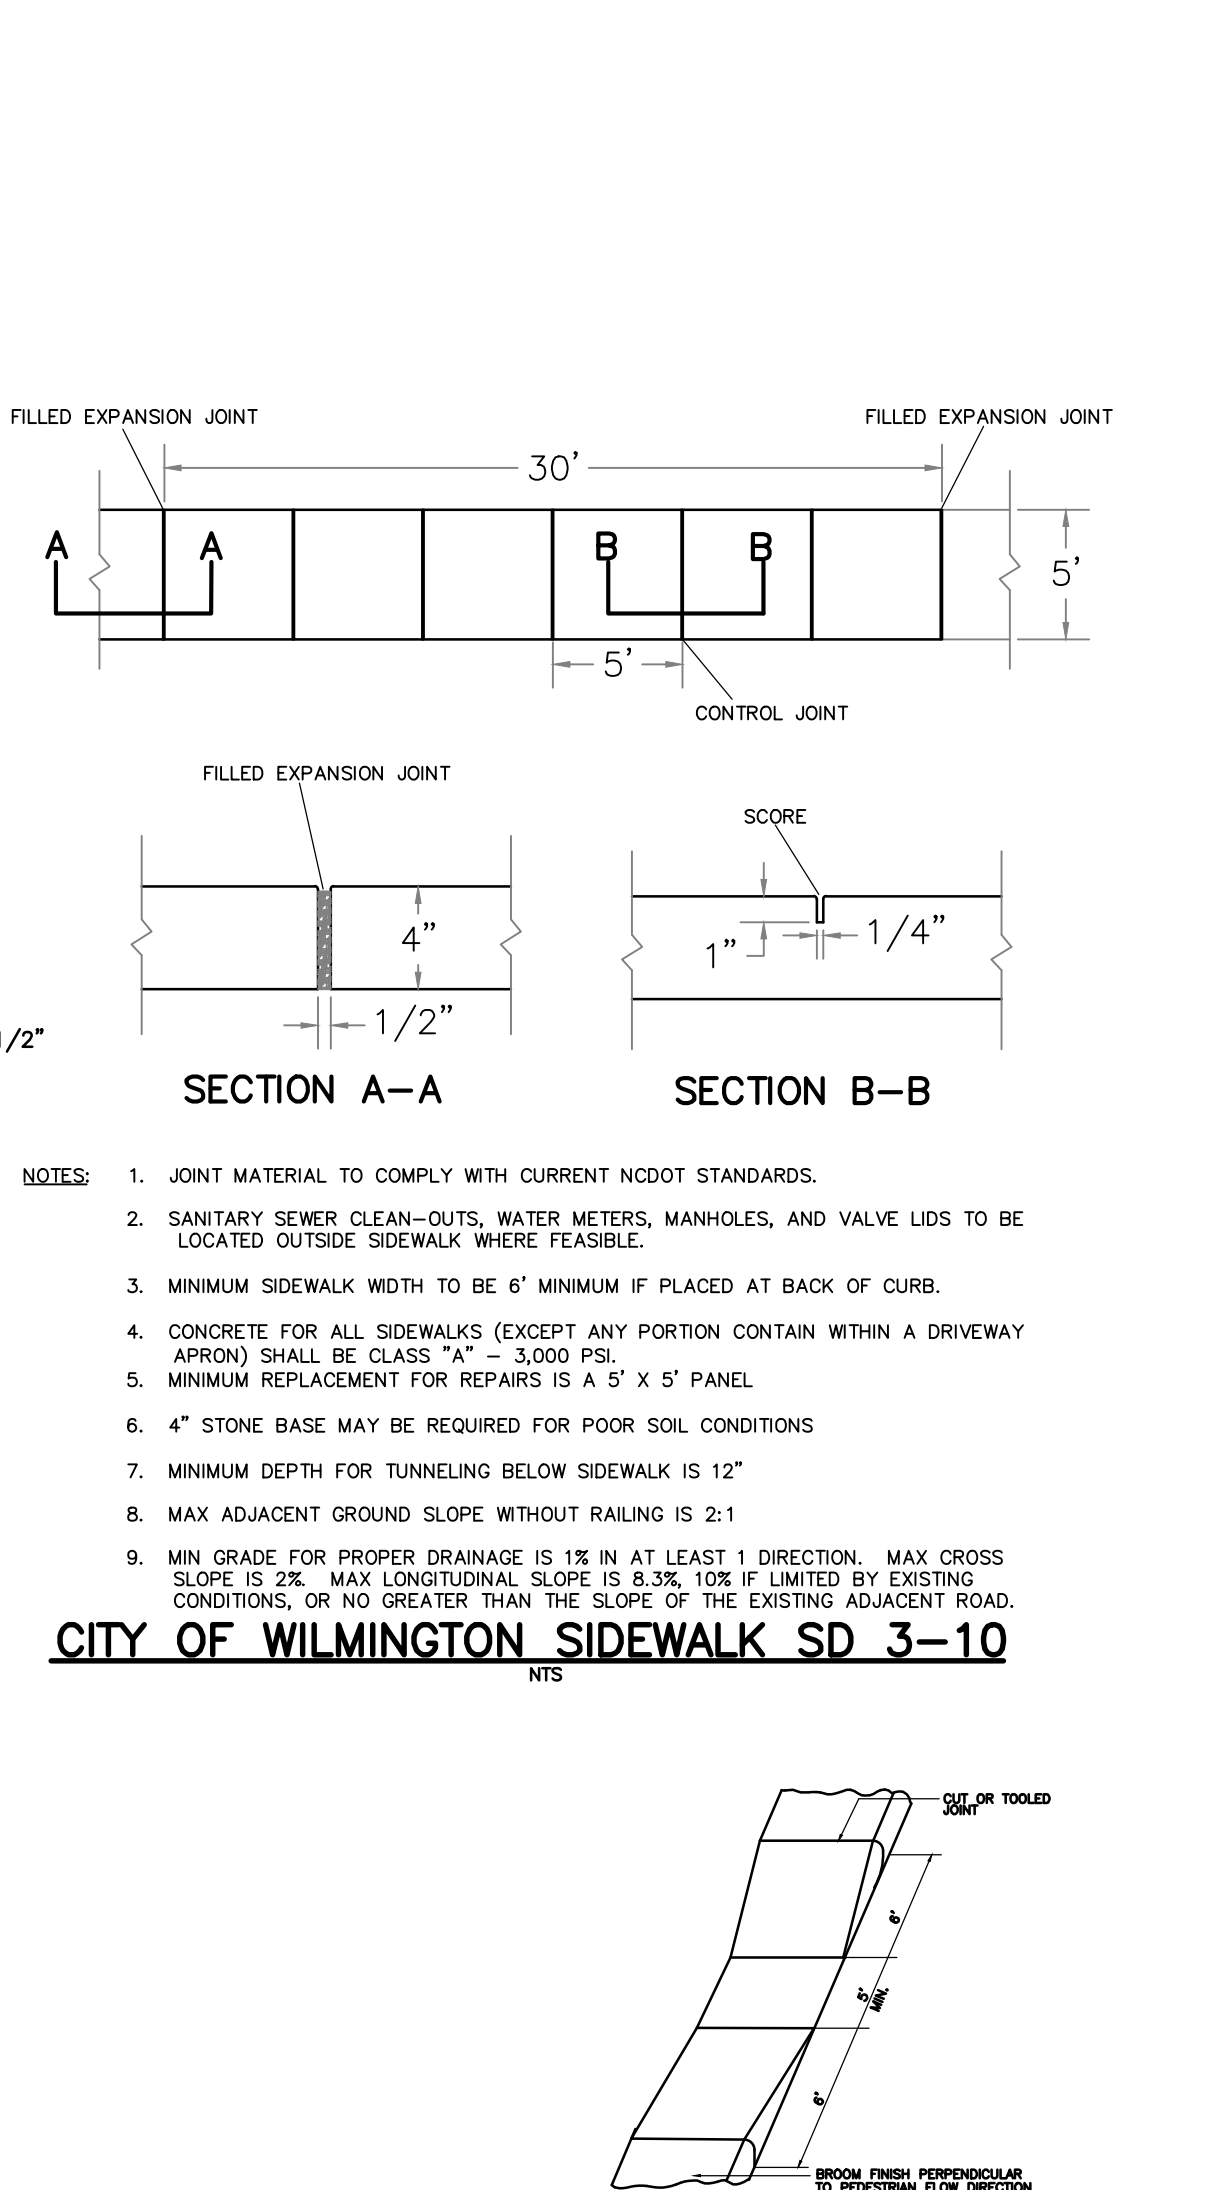 FILLED EXPANSION JOINT
FILLED EXPANSION JOINT
30'
A
A
B
B
5'
5'
CONTROL JOINT
FILLED EXPANSION JOINT
SCORE
4"
1"
1/4"
1/2"
1/2"
SECTION A-A
SECTION B-B
NOTES: 1. JOINT MATERIAL TO COMPLY WITH CURRENT NCDOT STANDARDS.
2. SANITARY SEWER CLEAN-OUTS, WATER METERS, MANHOLES, AND VALVE LIDS TO BE
LOCATED OUTSIDE SIDEWALK WHERE FEASIBLE.
3. MINIMUM SIDEWALK WIDTH TO BE 6' MINIMUM IF PLACED AT BACK OF CURB.
4. CONCRETE FOR ALL SIDEWALKS (EXCEPT ANY PORTION CONTAIN WITHIN A DRIVEWAY
APRON) SHALL BE CLASS "A" - 3,000 PSI.
5. MINIMUM REPLACEMENT FOR REPAIRS IS A 5' X 5' PANEL
6. 4" STONE BASE MAY BE REQUIRED FOR POOR SOIL CONDITIONS
7. MINIMUM DEPTH FOR TUNNELING BELOW SIDEWALK IS 12"
8. MAX ADJACENT GROUND SLOPE WITHOUT RAILING IS 2:1
9. MIN GRADE FOR PROPER DRAINAGE IS 1% IN AT LEAST 1 DIRECTION. MAX CROSS
SLOPE IS 2%. MAX LONGITUDINAL SLOPE IS 8.3%, 10% IF LIMITED BY EXISTING
CONDITIONS, OR NO GREATER THAN THE SLOPE OF THE EXISTING ADJACENT ROAD.
CITY OF WILMINGTON SIDEWALK SD 3-10
NTS
CUT OR TOOLED
JOINT
6'
5'
MIN.
6'
BROOM FINISH PERPENDICULAR
TO PEDESTRIAN FLOW DIRECTION